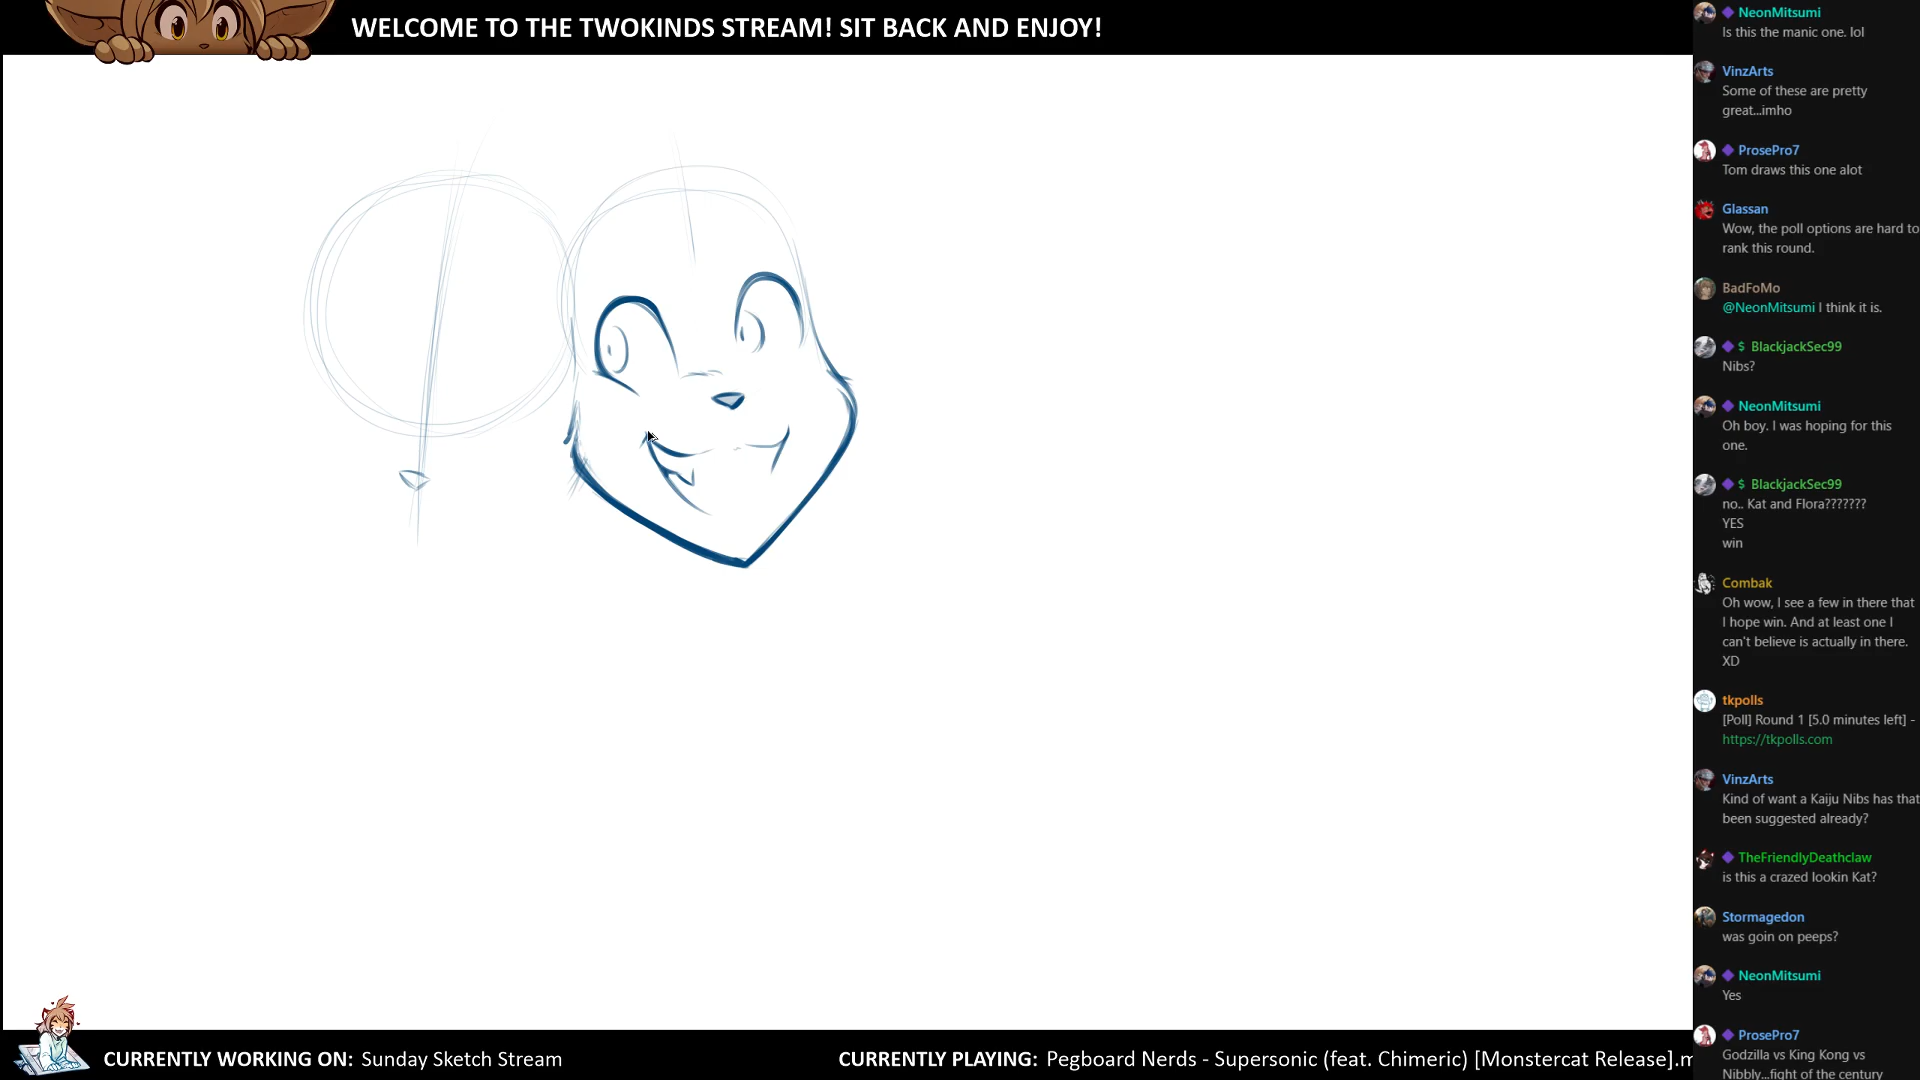 WELCOME TO THE TWOKINDS STREAM! SIT BACK AND ENJOY!
NeonMitsumi
Is this the manic one. lol
VinzArts
Some of these are pretty
great...imho
ProsePro7
Tom draws this one alot
Glassan
Wow, the poll options are hard to
rank this round.
BadFoMo
@NeonMitsumi I think it is.
$ BlackjackSec99
Nibs?
NeonMitsumi
Oh boy. I was hoping for this
one.
$ BlackjackSec99
no.. Kat and Flora???????
YES
win
Combak
Oh wow, I see a few in there that
I hope win. And at least one I
can't believe is actually in there.
XD
tkpolls
[Poll] Round 1 [5.0 minutes left] -
https://tkpolls.com
VinzArts
Kind of want a Kaiju Nibs has that
been suggested already?
TheFriendlyDeathclaw
is this a crazed lookin Kat?
Stormagedon
was goin on peeps?
NeonMitsumi
Yes
ProsePro7
Godzilla vs King Kong vs
Nibbly...fight of the century
CURRENTLY WORKING ON: Sunday Sketch Stream
CURRENTLY PLAYING: Pegboard Nerds - Supersonic (feat. Chimeric) [Monstercat Release].m